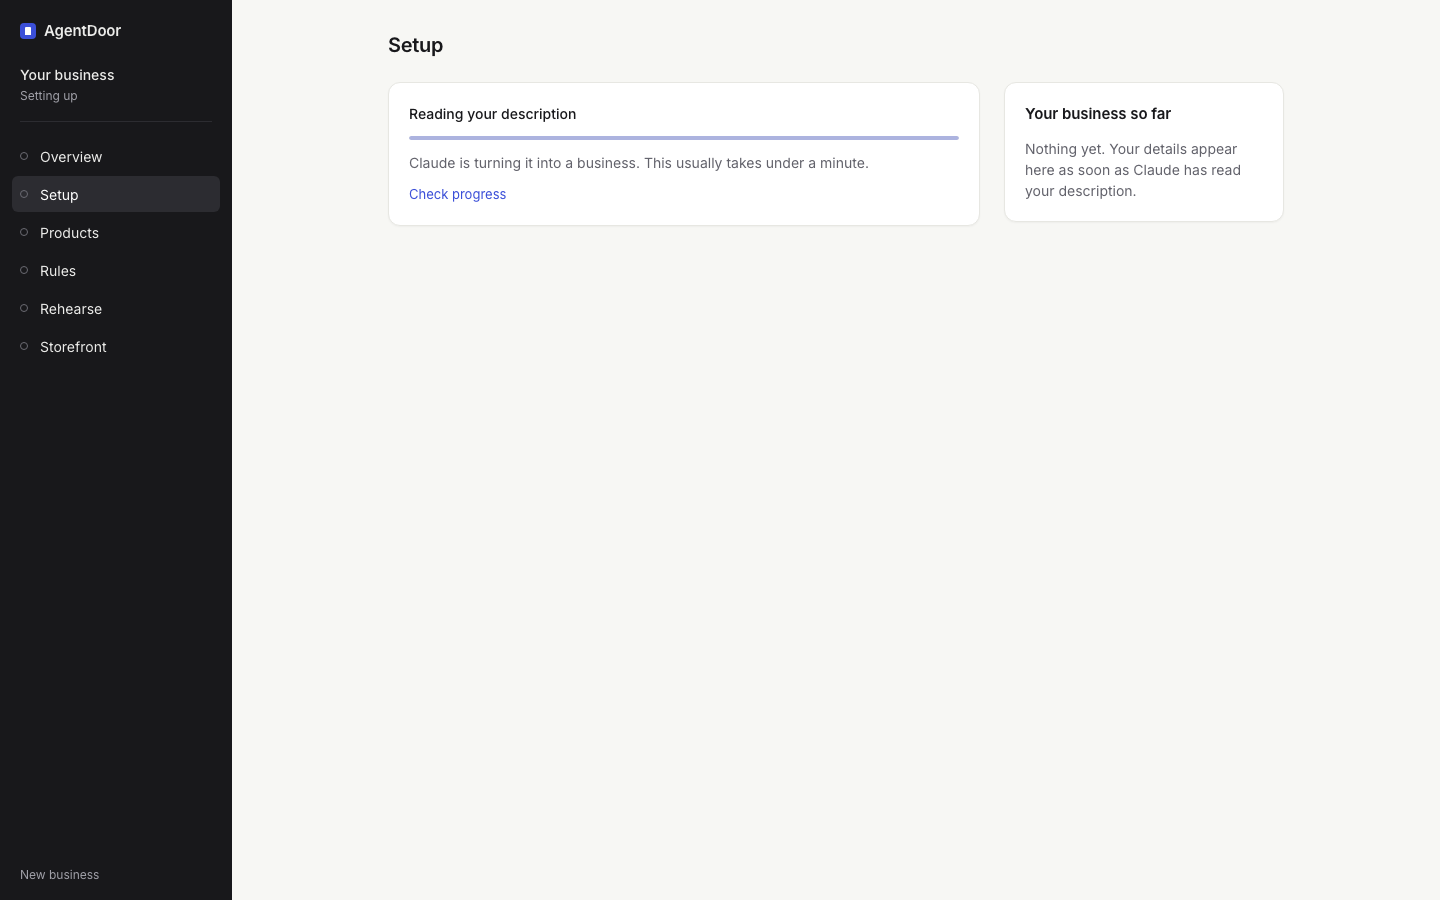 AgentDoor
Your business
Setting up
Overview
Setup
Products
Rules
Rehearse
Storefront
New business
Setup
Reading your description
Claude is turning it into a business. This usually takes under a minute.
Check progress
Your business so far
Nothing yet. Your details appear
here as soon as Claude has read
your description.